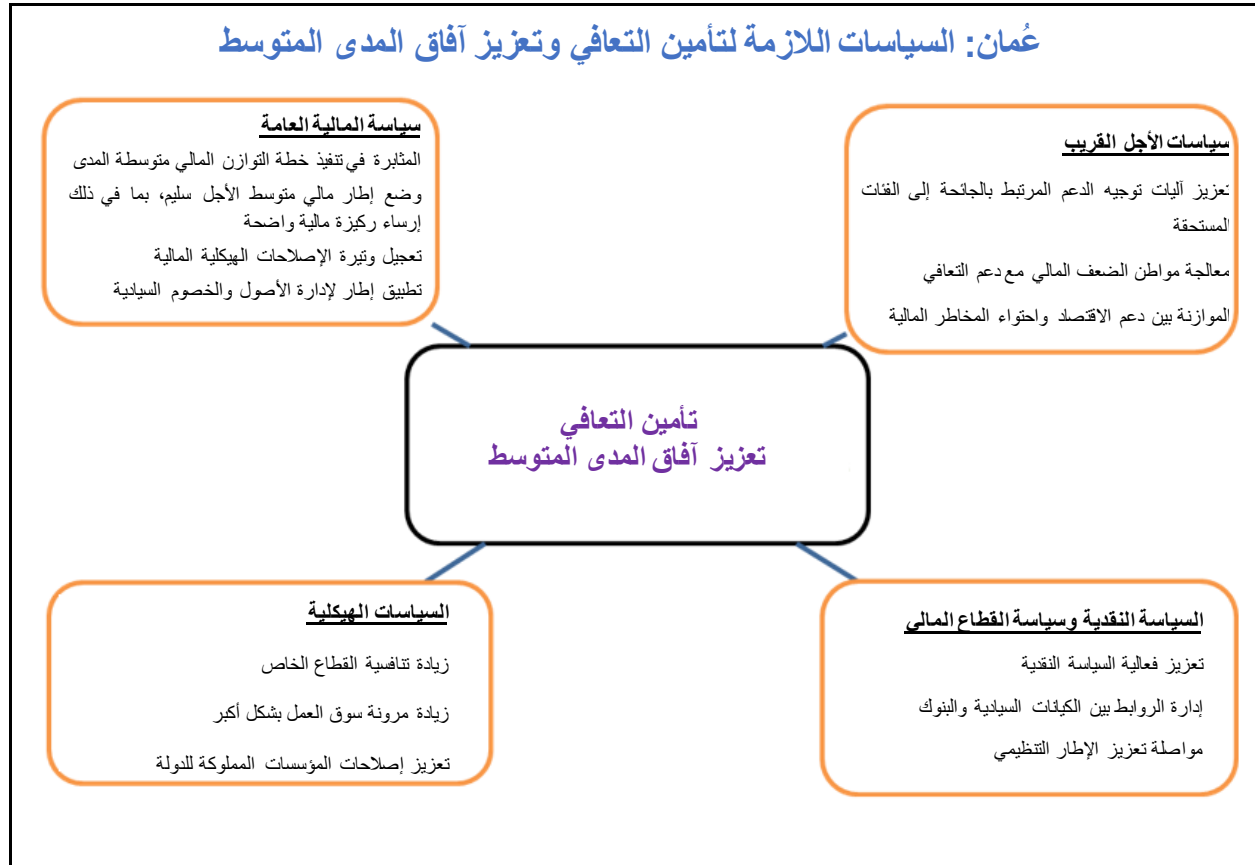 عُمان: السياسات اللازمة لتأمين التعافي وتعزيز آفاق المدى المتوسط
سياسات الأجل القريب
تعزيز آليات توجيه الدعم المرتبط بالجائحة إلى الفئات
المستحقة
معالجة مواطن الضعف المالي مع دعم التعافي
الموازنة بين دعم الاقتصاد واحتواء المخاطر المالية
سياسة المالية العامة
المثابرة في تنفيذ خطة التوازن المالي متوسطة المدى
وضع إطار مالي متوسط الأجل سليم، بما في ذلك
إرساء ركيزة مالية واضحة
تعجيل وتيرة الإصلاحات الهيكلية المالية
تطبيق إطار لإدارة الأصول والخصوم السيادية
تأمين التعافي
تعزيز آفاق المدى المتوسط
السياسة النقدية وسياسة القطاع المالي
تعزيز فعالية السياسة النقدية
إدارة الروابط بين الكيانات السيادية والبنوك
مواصلة تعزيز الإطار التنظيمي
السياسات الهيكلية
زيادة تنافسية القطاع الخاص
زيادة مرونة سوق العمل بشكل أكبر
تعزيز إصلاحات المؤسسات المملوكة للدولة